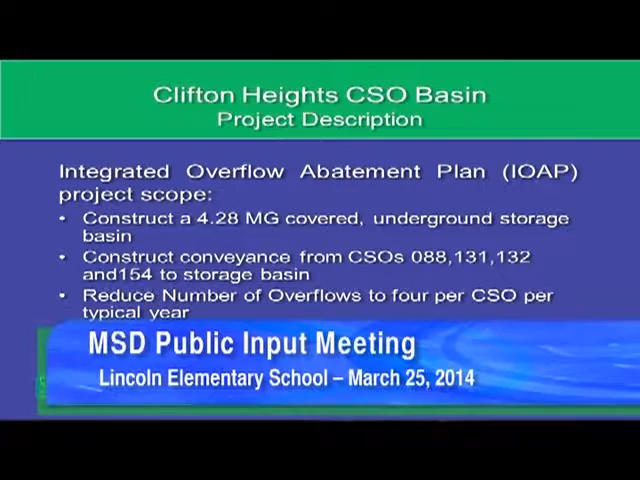 Clifton Heights CSO Basin
Project Description
Integrated Overflow Abatement Plan (IOAP)
project scope:
• Construct a 4.28 MG covered, underground storage
basin
• Construct conveyance from CSOs 088,131,132
and154 to storage basin
• Reduce Number of Overflows to four per CSO per
typical year
MSD Public Input Meeting
Lincoln Elementary School – March 25, 2014